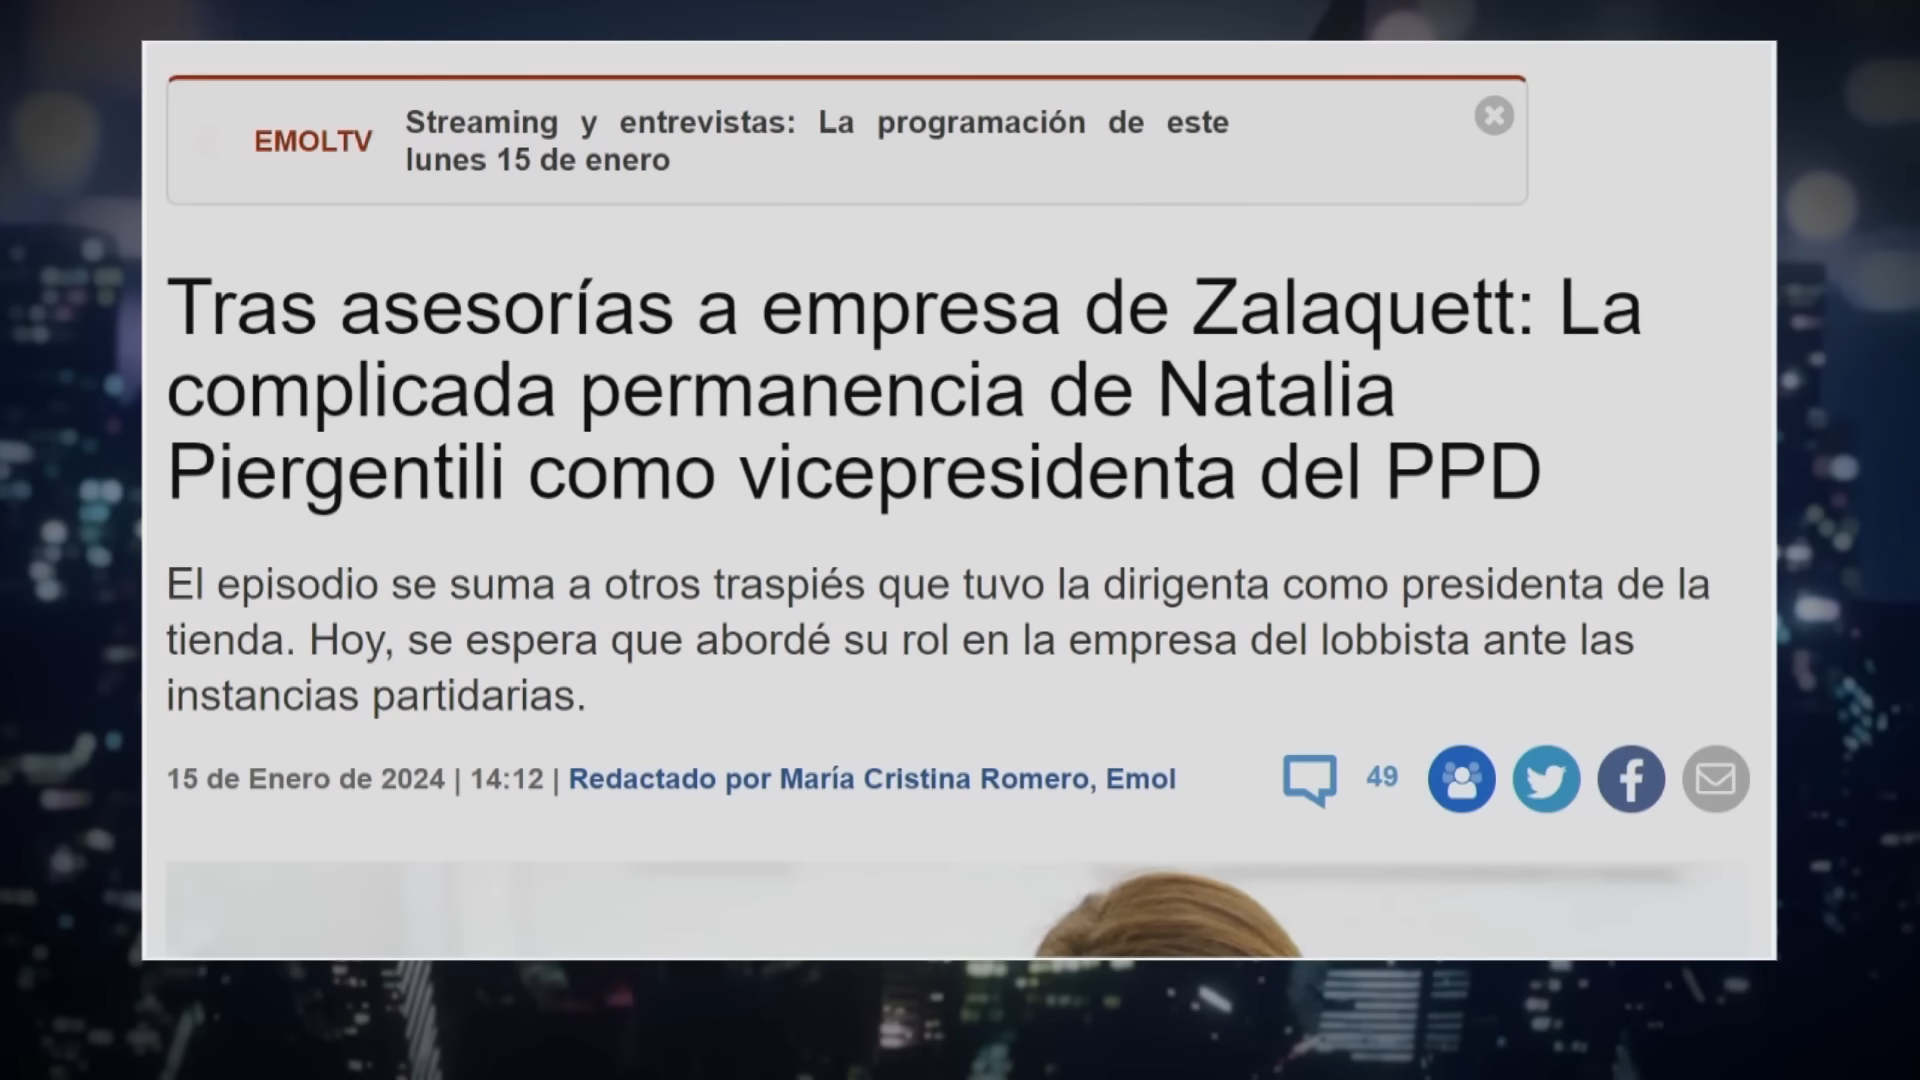 EMOLTV
Streaming y entrevistas: La programación de este
lunes 15 de enero
Tras asesorías a empresa de Zalaquett: La
complicada permanencia de Natalia
Piergentili como vicepresidenta del PPD
El episodio se suma a otros traspiés que tuvo la dirigenta como presidenta de la
tienda. Hoy, se espera que abordé su rol en la empresa del lobbista ante las
instancias partidarias.
15 de Enero de 2024 | 14:12 | Redactado por María Cristina Romero, Emol
49